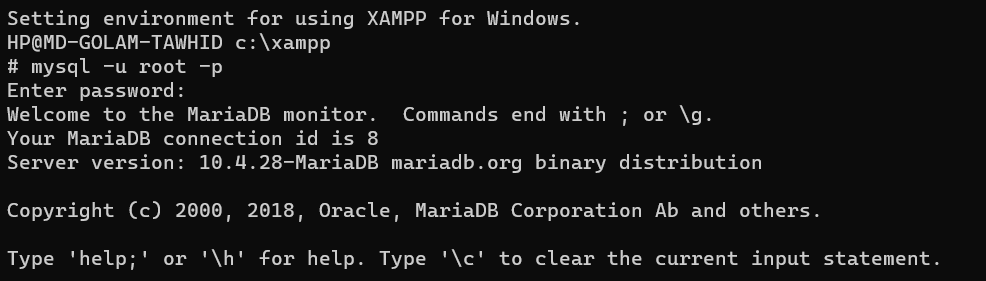 Setting environment for using XAMPP for Windows.
HP@MD-GOLAM-TAWHID c:\xampp
# mysql -u root -p
Enter password:
Welcome to the MariaDB monitor.  Commands end with ; or \g.
Your MariaDB connection id is 8
Server version: 10.4.28-MariaDB mariadb.org binary distribution

Copyright (c) 2000, 2018, Oracle, MariaDB Corporation Ab and others.

Type 'help;' or '\h' for help. Type '\c' to clear the current input statement.